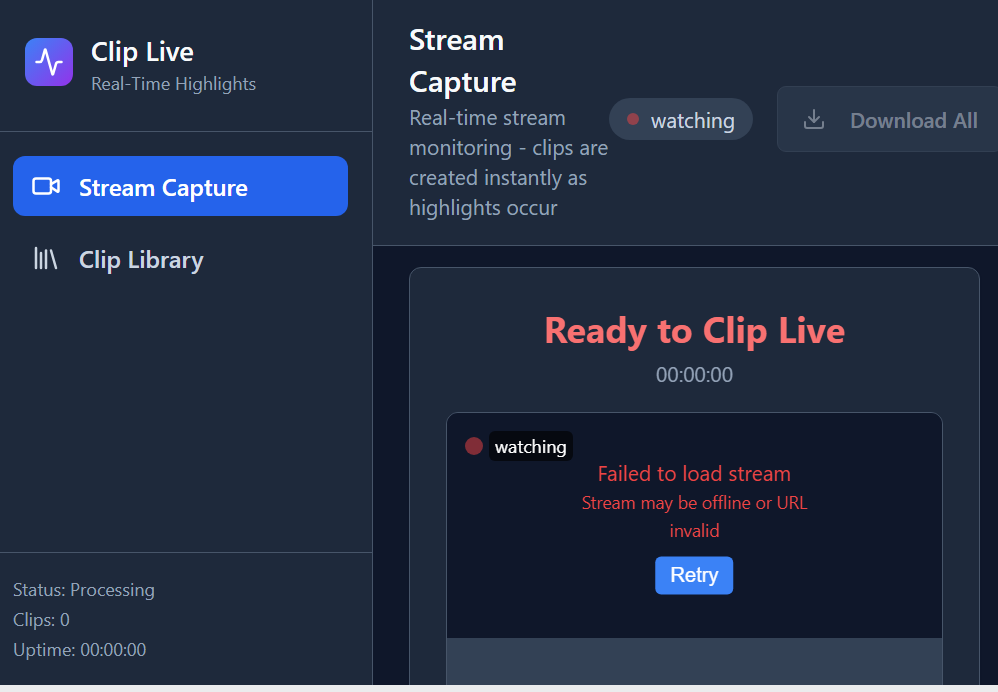 Clip Live
Real-Time Highlights
Stream Capture
Clip Library
Status: Processing
Clips: 0
Uptime: 00:00:00
Stream
Capture
Real-time stream
monitoring - clips are
created instantly as
highlights occur
watching
Download All
Ready to Clip Live
00:00:00
watching
Failed to load stream
Stream may be offline or URL
invalid
Retry